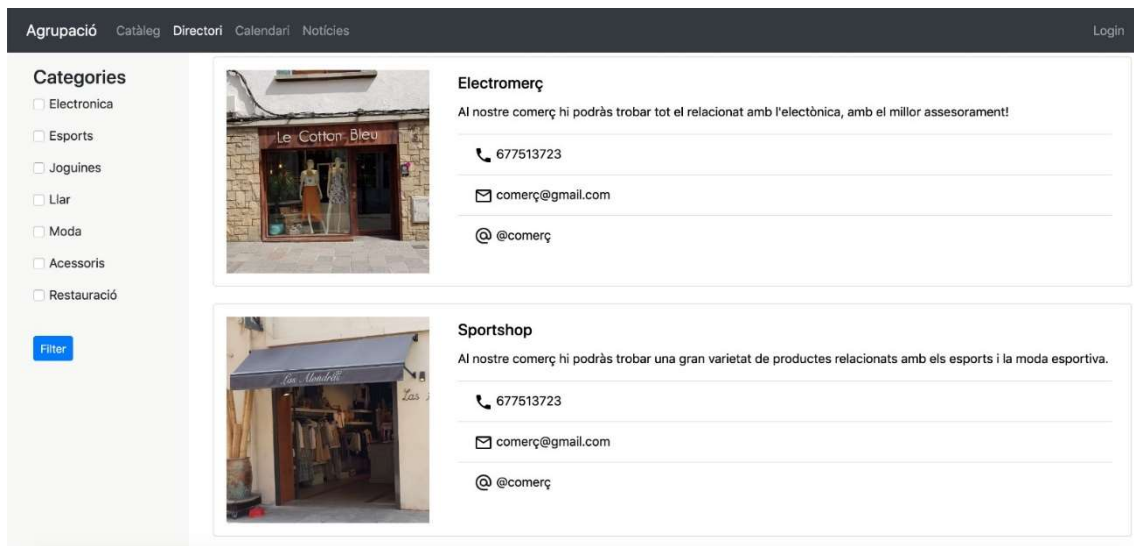 Agrupació Catàleg Directori Calendari Notícies Login
Categories
Electronica
Esports
Joguines
Llar
Moda
Acessoris
Restauració
Filter
Le Cotton Bleu
Electromerç
Al nostre comerç hi podràs trobar tot el relacionat amb l'electònica, amb el millor assesorament!
677513723
comerç@gmail.com
@comerç
Las Mondriñ
Las
Sportshop
Al nostre comerç hi podràs trobar una gran varietat de productes relacionats amb els esports i la moda esportiva.
677513723
comerç@gmail.com
@comerç